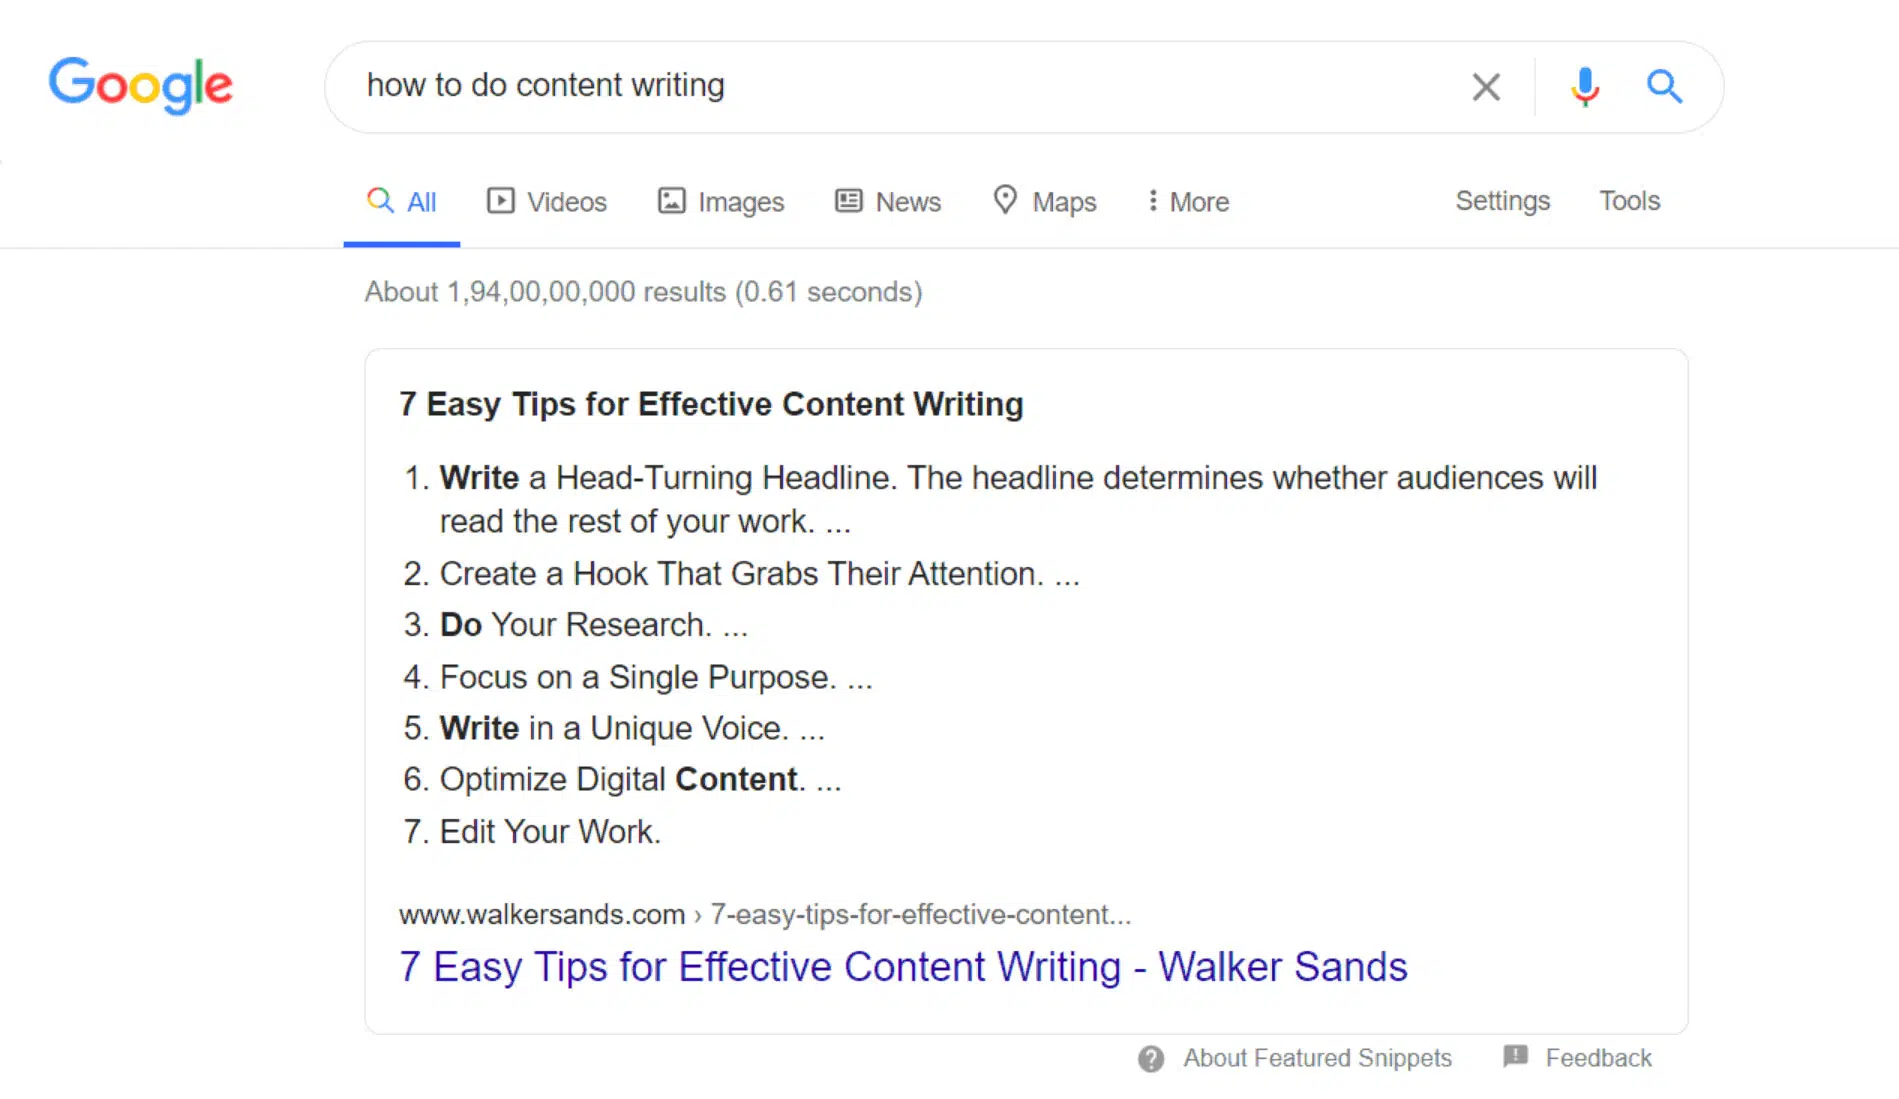 Google
how to do content writing
All Videos Images News Maps More Settings Tools
About 1,94,00,00,000 results (0.61 seconds)
7 Easy Tips for Effective Content Writing
1. Write a Head-Turning Headline. The headline determines whether audiences will
read the rest of your work. ...
2. Create a Hook That Grabs Their Attention. ...
3. Do Your Research. ...
4. Focus on a Single Purpose. ...
5. Write in a Unique Voice. ...
6. Optimize Digital Content. ...
7. Edit Your Work.
www.walkersands.com › 7-easy-tips-for-effective-content...
7 Easy Tips for Effective Content Writing - Walker Sands
About Featured Snippets Feedback